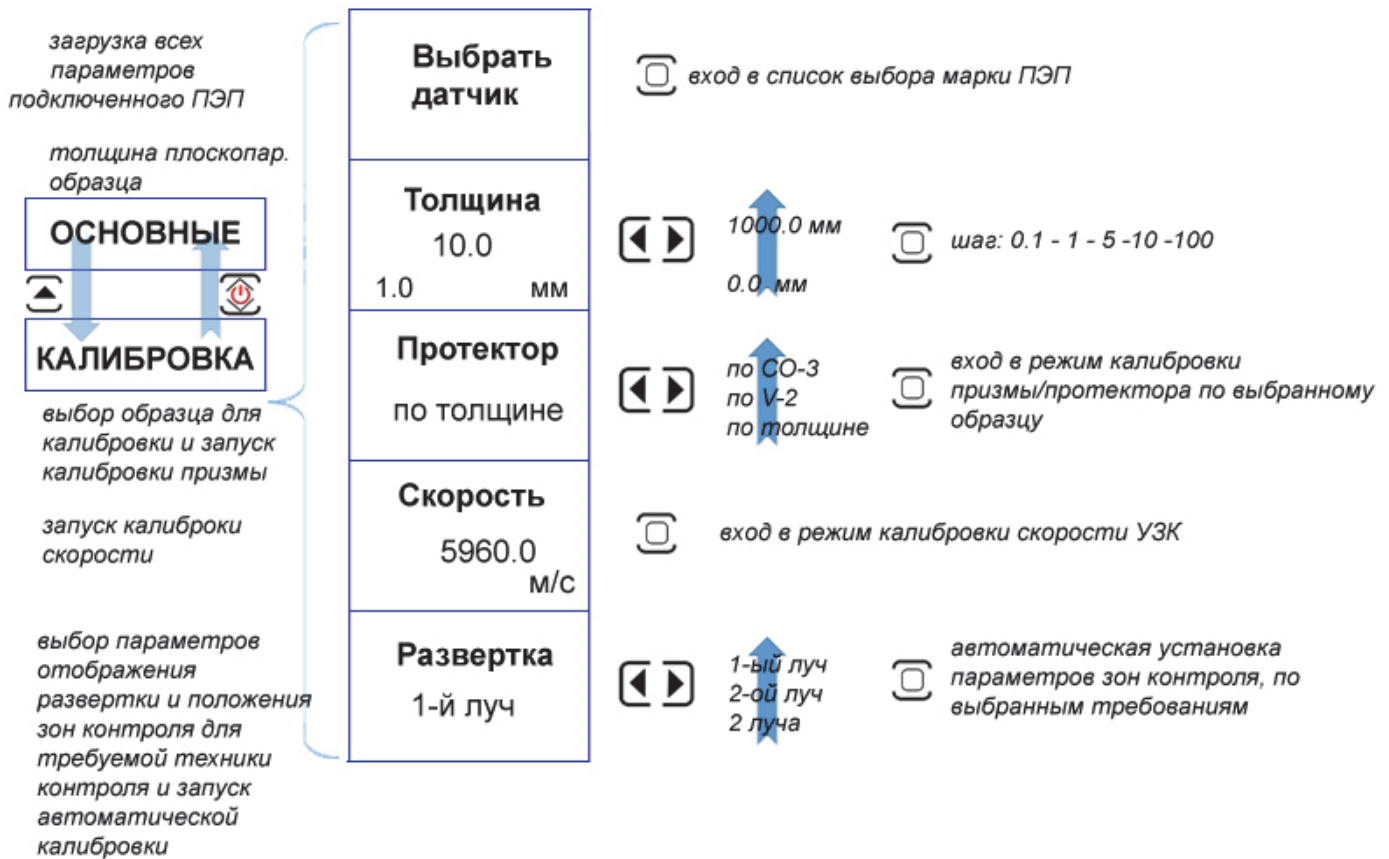 загрузка всех
параметров
подключенного ПЭП
толщина плоскопар.
образца
ОСНОВНЫЕ
КАЛИБРОВКА
выбор образца для
калибровки и запуск
калибровки призмы
запуск калиброки
скорости
выбор параметров
отображения
развертки и положения
зон контроля для
требуемой техники
контроля и запуск
автоматической
калибровки
Выбрать
датчик
вход в список выбора марки ПЭП
Толщина
10.0
1.0 мм
1000.0 мм
0.0 мм
шаг: 0.1 - 1 - 5 -10 -100
Протектор
по толщине
по СО-3
по V-2
по толщине
вход в режим калибровки
призмы/протектора по выбранному
образцу
Скорость
5960.0
м/с
вход в режим калибровки скорости УЗК
Развертка
1-й луч
1-ый луч
2-ой луч
2 луча
автоматическая установка
параметров зон контроля, по
выбранным требованиям